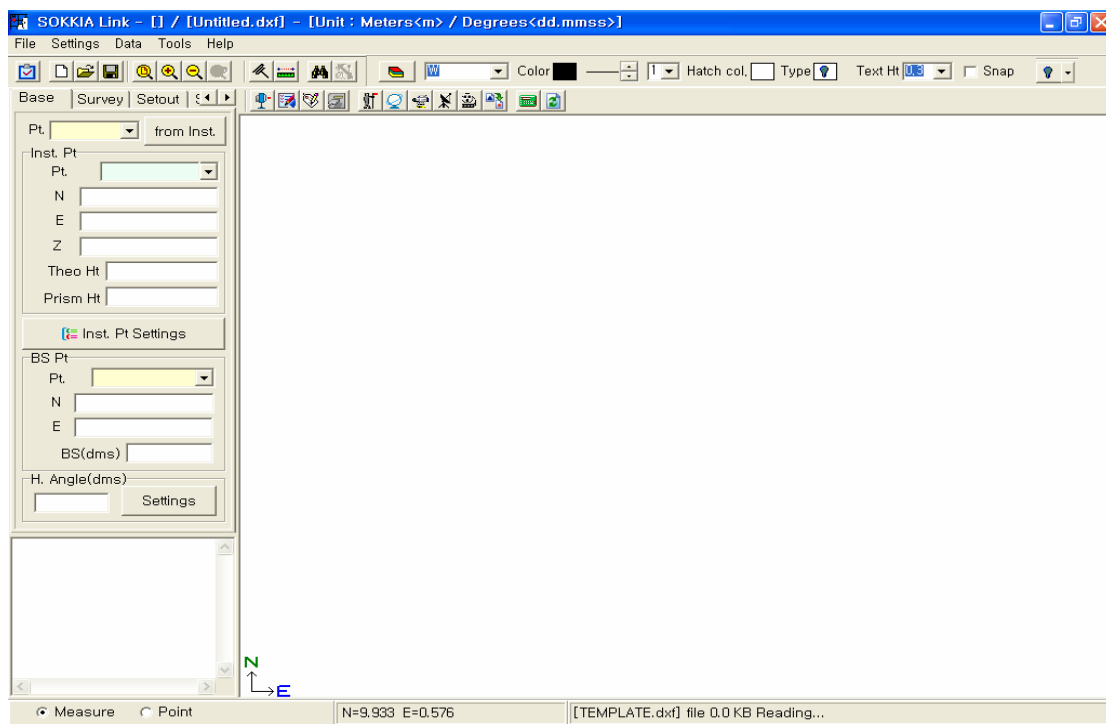 SOKKIA Link - [] / [Untitled.dxf] - [Unit : Meters<m> / Degrees<dd.mmss>]
File Settings Data Tools Help
W Color 1 Hatch col. Type Text Ht 0.3 Snap
Base Survey Setout
Pt. from Inst.
Inst. Pt
Pt.
N
E
Z
Theo Ht
Prism Ht
Inst. Pt Settings
BS Pt
Pt.
N
E
BS(dms)
H. Angle(dms)
Settings
N
E
Measure Point N=9.933 E=0.576 [TEMPLATE.dxf] file 0.0 KB Reading...